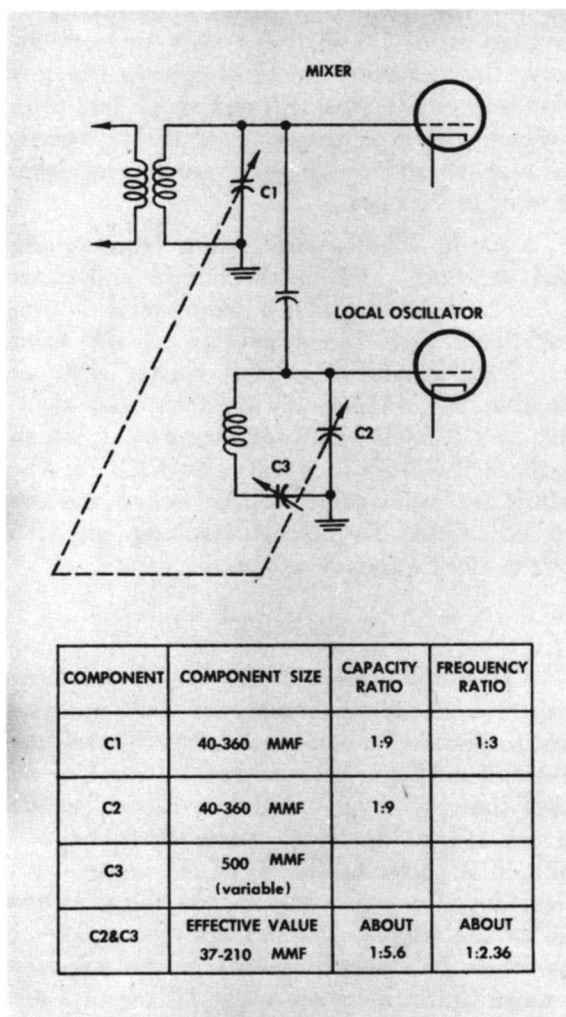 MIXER
C1
LOCAL OSCILLATOR
C2
C3
COMPONENT COMPONENT SIZE CAPACITY RATIO FREQUENCY RATIO
C1 40-360 MMF 1:9 1:3
C2 40-360 MMF 1:9
C3 500 MMF (variable)
C2&C3 EFFECTIVE VALUE 37-210 MMF ABOUT 1:5.6 ABOUT 1:2.36